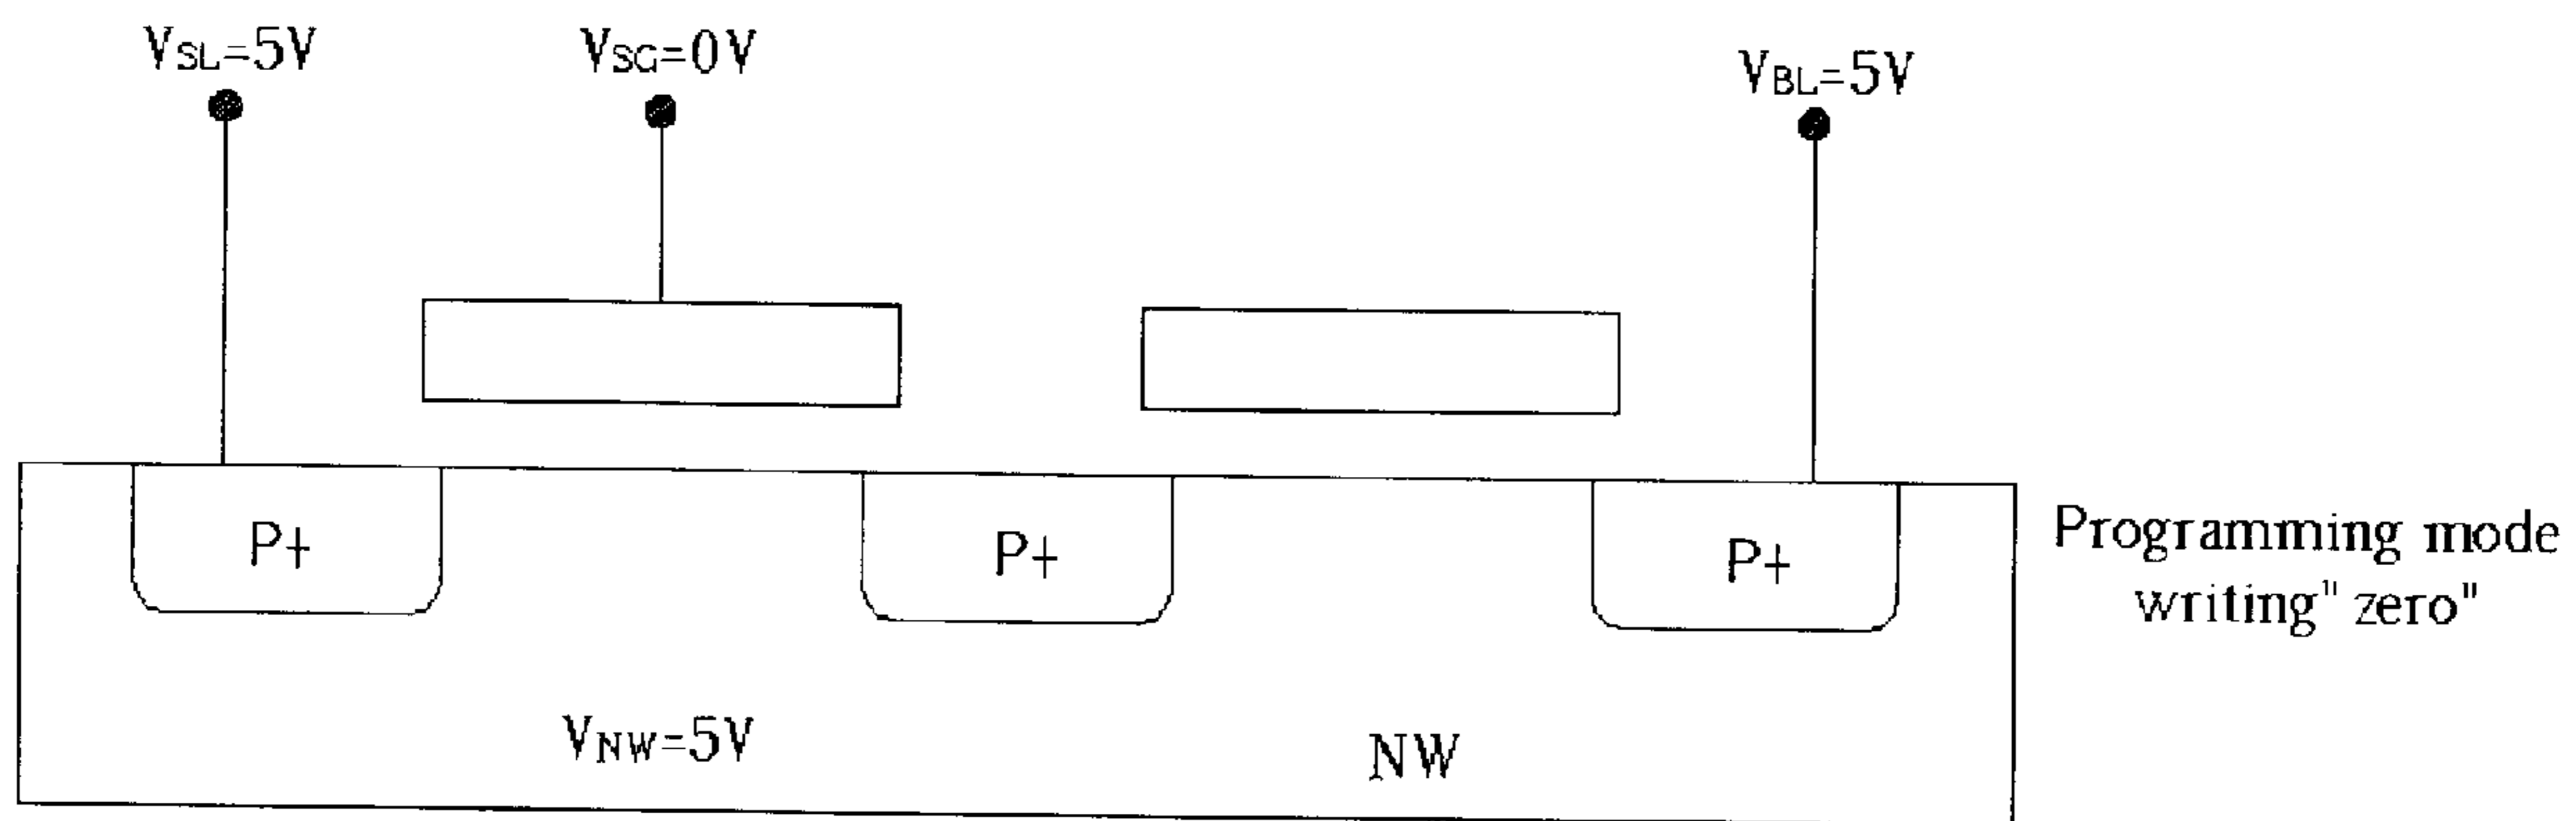 VSL=5V
VSG=0V
VBL=5V
P+
P+
P+
Programming mode
writing" zero"
VNW=5V
NW